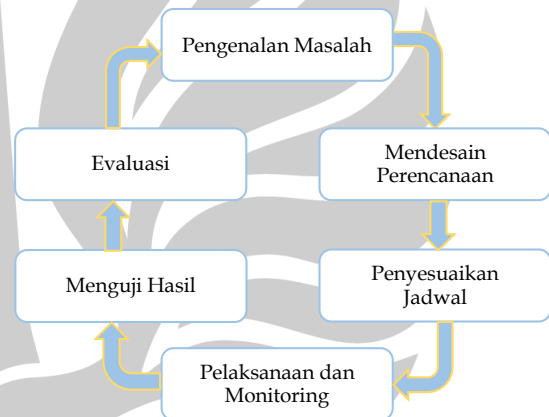 Pengenalan Masalah
Mendesain
Perencanaan
Penyesuaikan
Jadwal
Pelaksanaan dan
Monitoring
Menguji Hasil
Evaluasi